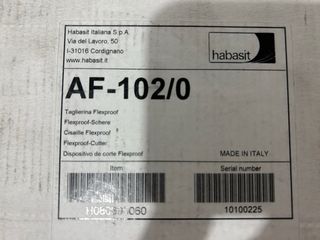 Habasit Italiana S.p.A.
Via del Lavoro, 50
I-31016 Cordignano
www.habasit.it
habasit
AF-102/0
Taglierina Flexproof
Flexproof-Schere
Cisaille Flexproof
Flexproof-Cutter
Dispositivo de corte Flexproof
MADE IN ITALY
Item
Serial number
10100225